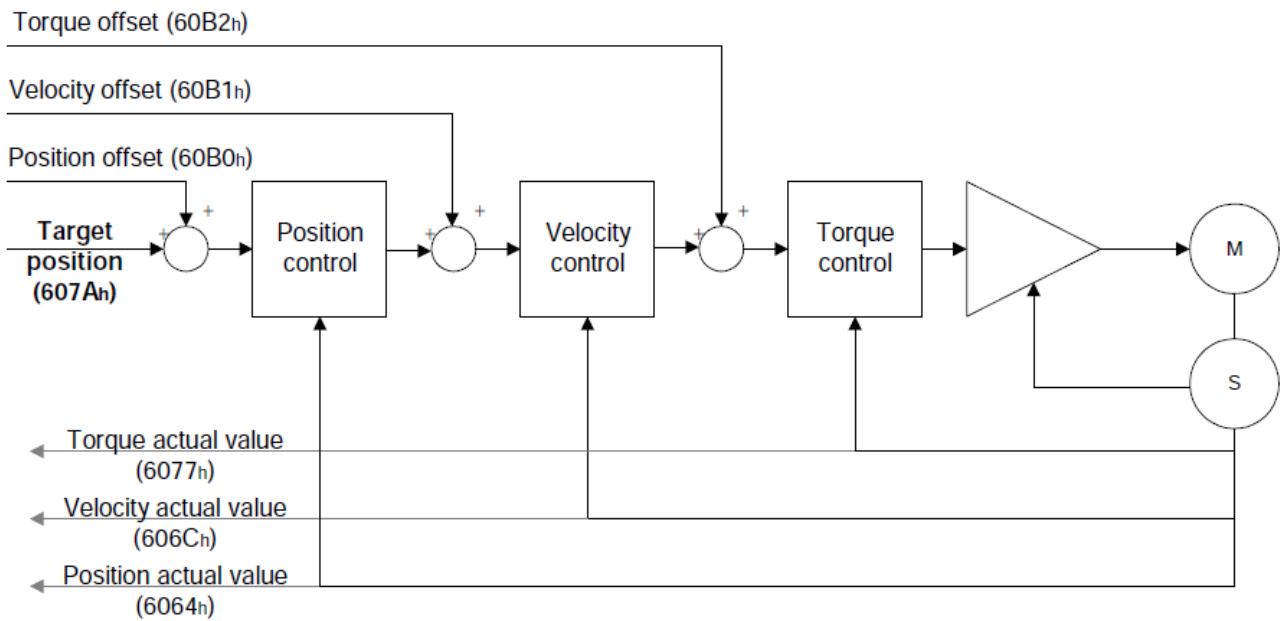 Torque offset (60B2h)
Velocity offset (60B1h)
Position offset (60B0h)
+
+
+
+
+
+
Target
position
(607Ah)
Position
control
Velocity
control
Torque
control
M
S
Torque actual value
(6077h)
Velocity actual value
(606Ch)
Position actual value
(6064h)